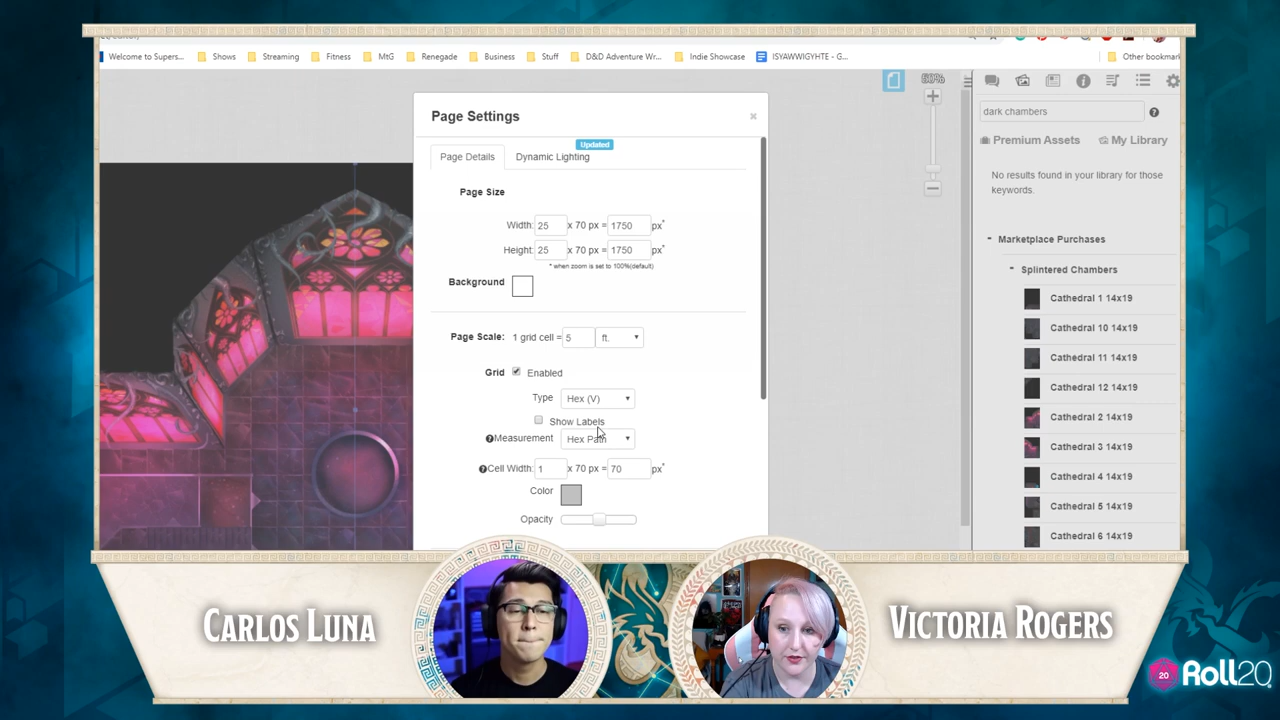 Welcome to Supers... Shows Streaming Fitness MtG Renegade Business Stuff D&D Adventure Wr... Indie Showcase ISYAWWIGYHTE - G... Other bookmark
60%
dark chambers
Premium Assets My Library
No results found in your library for those
keywords.
Marketplace Purchases
Splintered Chambers
Cathedral 1 14x19
Cathedral 10 14x19
Cathedral 11 14x19
Cathedral 12 14x19
Cathedral 2 14x19
Cathedral 3 14x19
Cathedral 4 14x19
Cathedral 5 14x19
Cathedral 6 14x19
Page Settings ×
Updated
Page Details Dynamic Lighting
Page Size
Width: 25 x 70 px = 1750 px*
Height: 25 x 70 px = 1750 px*
* when zoom is set to 100%(default)
Background
Page Scale: 1 grid cell = 5 ft.
Grid Enabled
Type Hex (V)
Show Labels
Measurement Hex Path
Cell Width: 1 x 70 px = 70 px*
Color
Opacity
Carlos Luna
Victoria Rogers
20 Roll20